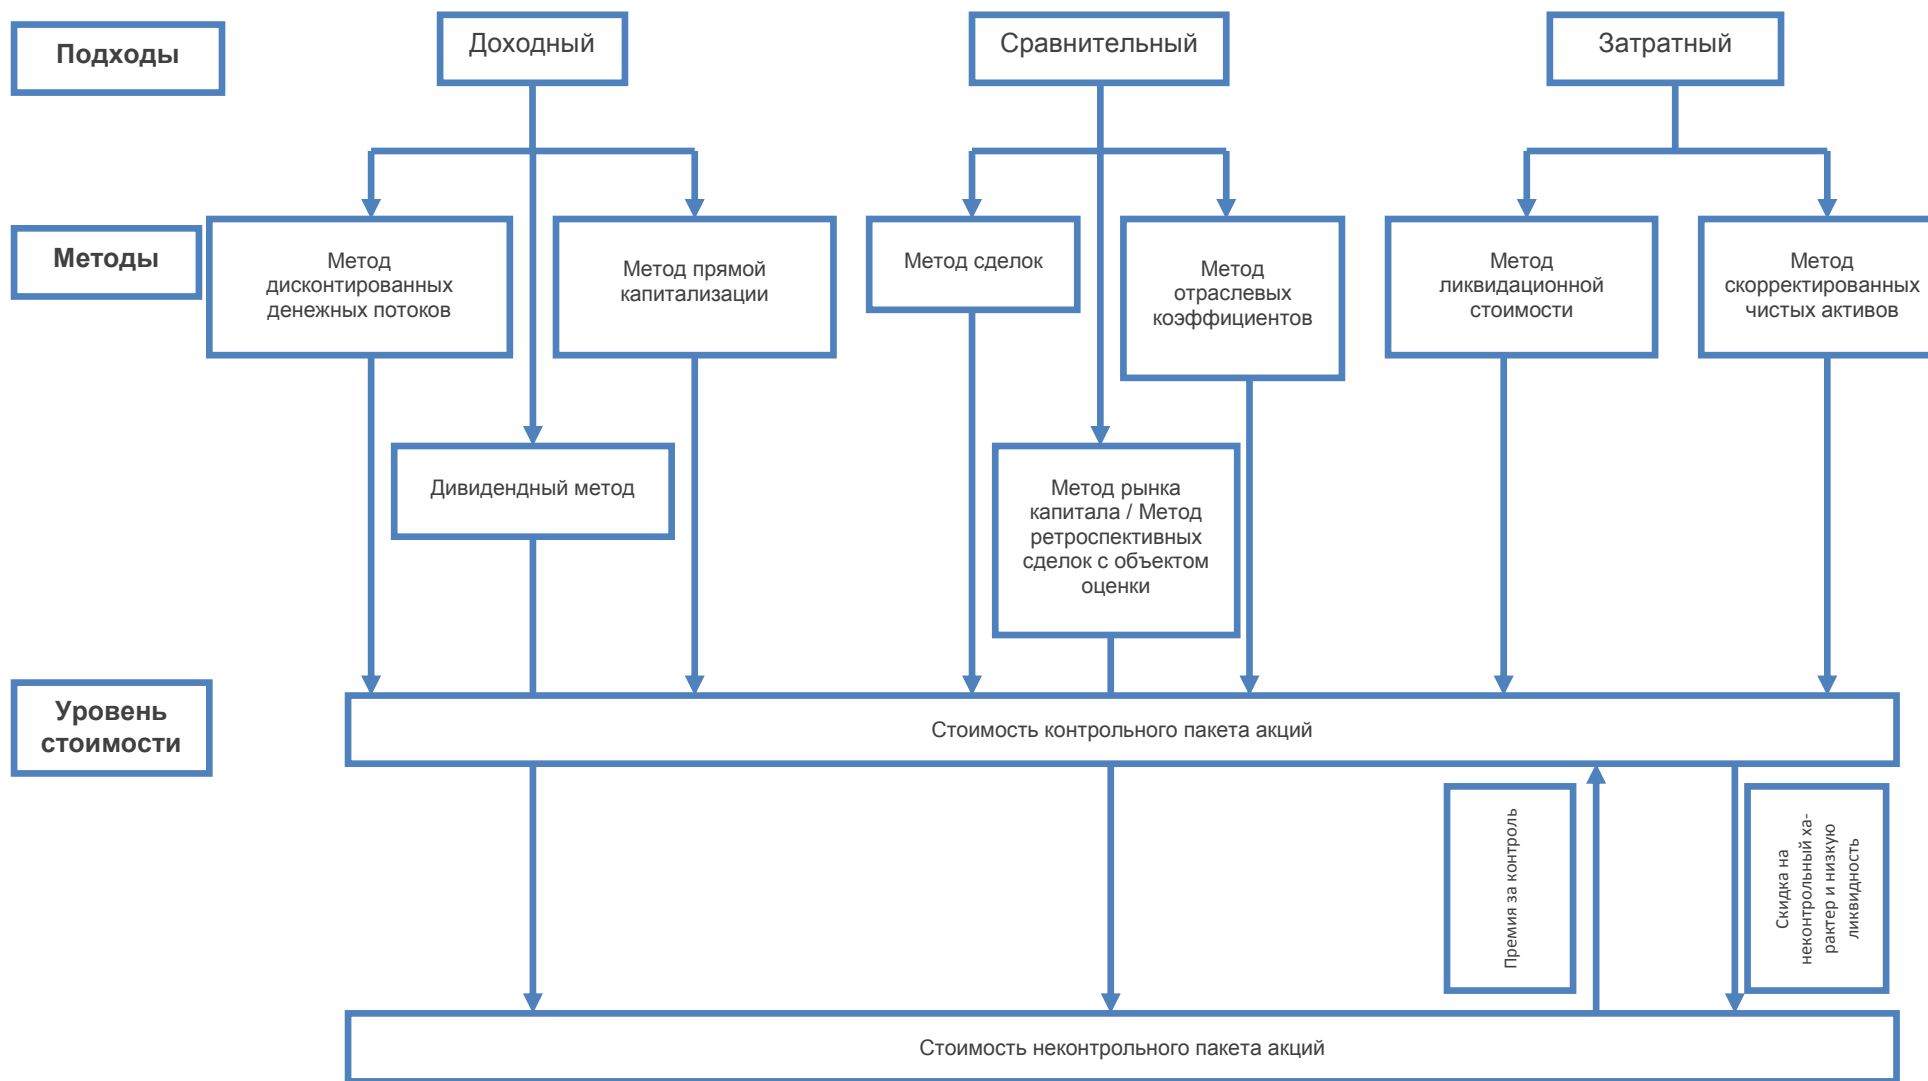 Подходы
Доходный
Сравнительный
Затратный
Методы
Метод
дисконтированных
денежных потоков
Метод прямой
капитализации
Метод сделок
Метод
отраслевых
коэффициентов
Метод
ликвидационной
стоимости
Метод
скорректированных
чистых активов
Дивидендный метод
Метод рынка
капитала / Метод
ретроспективных
сделок с объектом
оценки
Уровень
стоимости
Стоимость контрольного пакета акций
Премия за контроль
Скидка на
неконтрольный ха-
рактер и низкую
ликвидность
Стоимость неконтрольного пакета акций